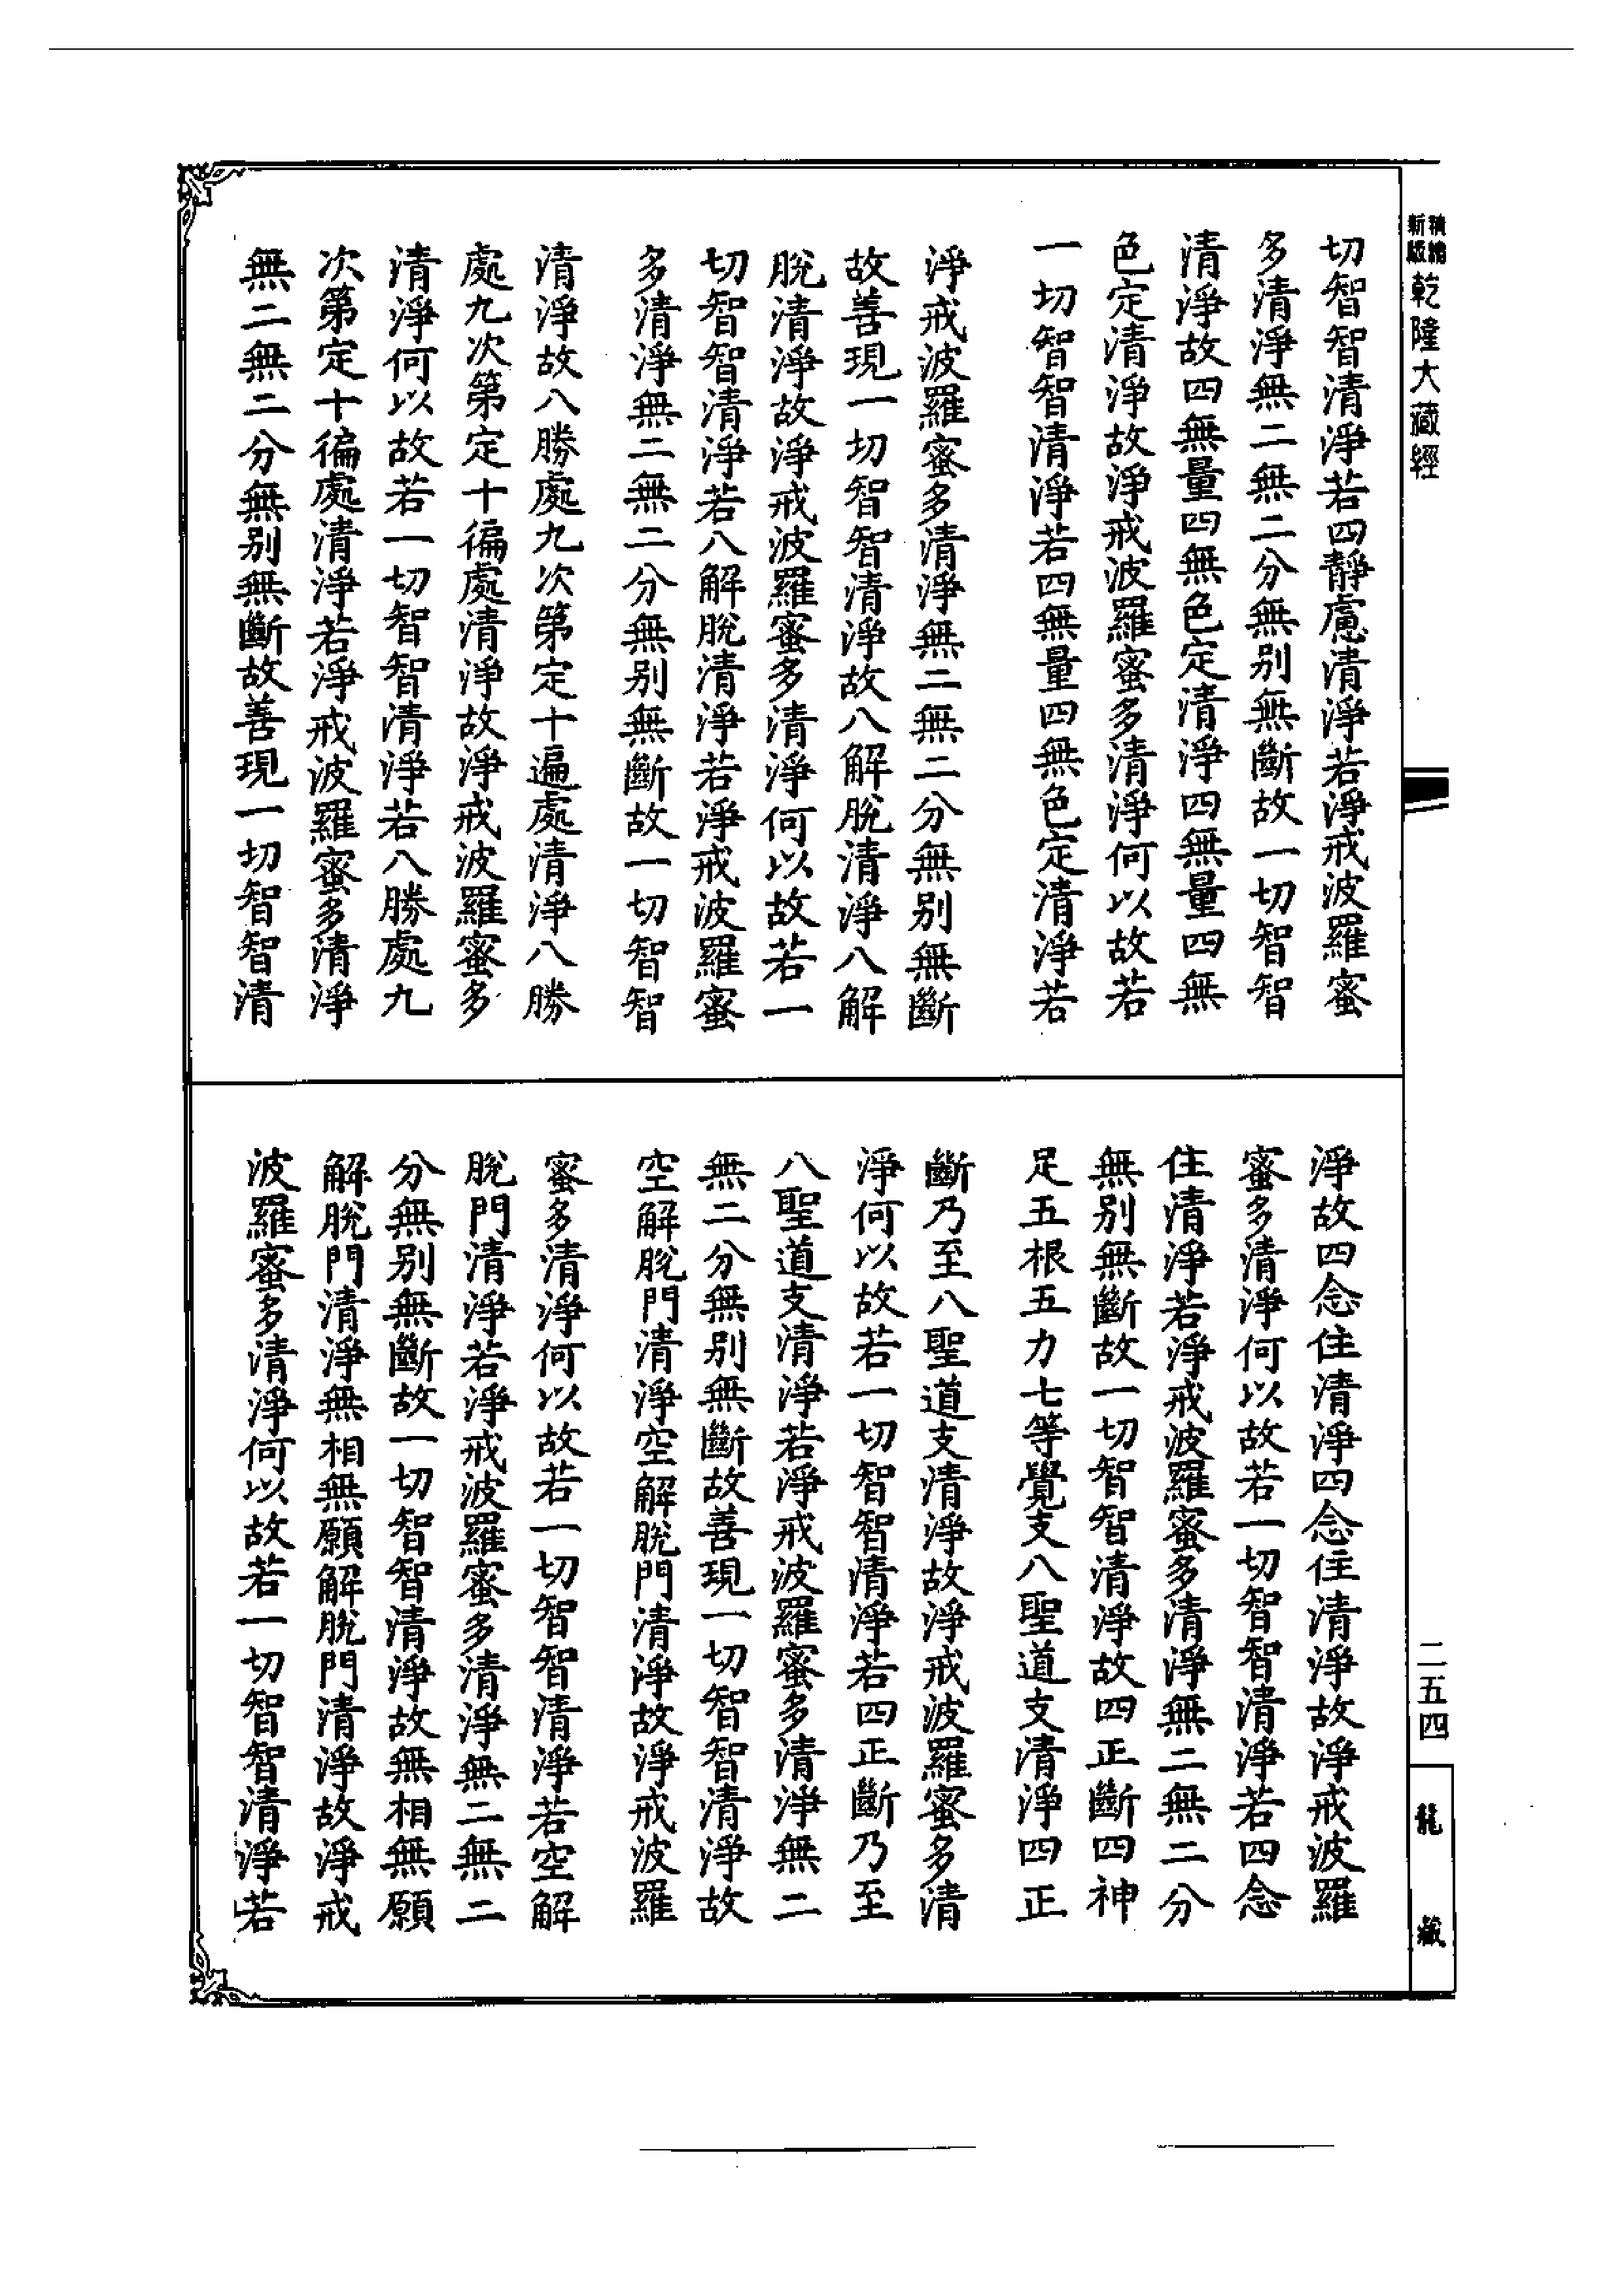 新版
精編
乾隆大藏經
切智智清淨若四靜慮清淨若淨戒波羅蜜
多清淨無二無二分無別無斷故一切智智
清淨故四無量四無色定清淨四無量四無
色定清淨故淨戒波羅蜜多清淨何以故若
一切智智清淨若四無量四無色定清淨若
淨戒波羅蜜多清淨無二無二分無別無斷
故善現一切智智清淨故八解脫清淨八解
脫清淨故淨戒波羅蜜多清淨何以故若一
切智智清淨若八解脫清淨若淨戒波羅蜜
多清淨無二無二分無別無斷故一切智智
清淨故八勝處九次第定十遍處清淨八勝
處九次第定十徧處清淨故淨戒波羅蜜多
清淨何以故若一切智智清淨若八勝處九
次第定十徧處清淨若淨戒波羅蜜多清淨
無二無二分無別無斷故善現一切智智清
淨故四念住清淨四念住清淨故淨戒波羅
蜜多清淨何以故若一切智智清淨若四念
住清淨若淨戒波羅蜜多清淨無二無二分
無別無斷故一切智智清淨故四正斷四神
足五根五力七等覺支八聖道支清淨四正
斷乃至八聖道支清淨故淨戒波羅蜜多清
淨何以故若一切智智清淨若四正斷乃至
八聖道支清淨若淨戒波羅蜜多清淨無二
無二分無別無斷故善現一切智智清淨故
空解脫門清淨空解脫門清淨故淨戒波羅
蜜多清淨何以故若一切智智清淨若空解
脫門清淨若淨戒波羅蜜多清淨無二無二
分無別無斷故一切智智清淨故無相無願
解脫門清淨無相無願解脫門清淨故淨戒
波羅蜜多清淨何以故若一切智智清淨若
二五四
龍藏